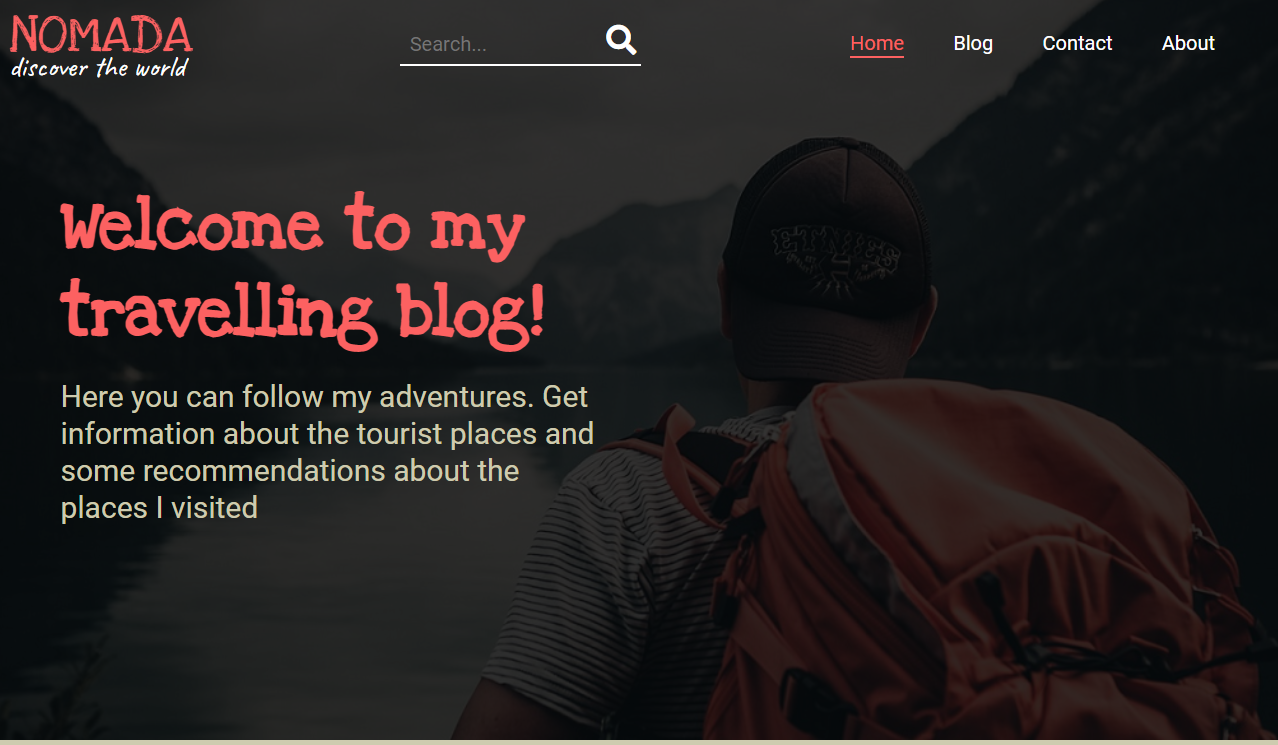 NOMADA
discover the world
Search...
Home Blog Contact About
Welcome to my
travelling blog!
Here you can follow my adventures. Get
information about the tourist places and
some recommendations about the
places I visited
ETNIES